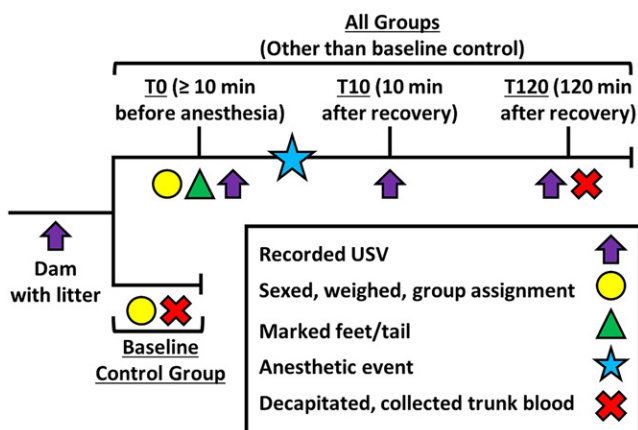 All Groups
(Other than baseline control)
T0 (≥ 10 min
before anesthesia)
T10 (10 min
after recovery)
T120 (120 min
after recovery)
Dam
with litter
Baseline
Control Group
Recorded USV
Sexed, weighed, group assignment
Marked feet/tail
Anesthetic event
Decapitated, collected trunk blood